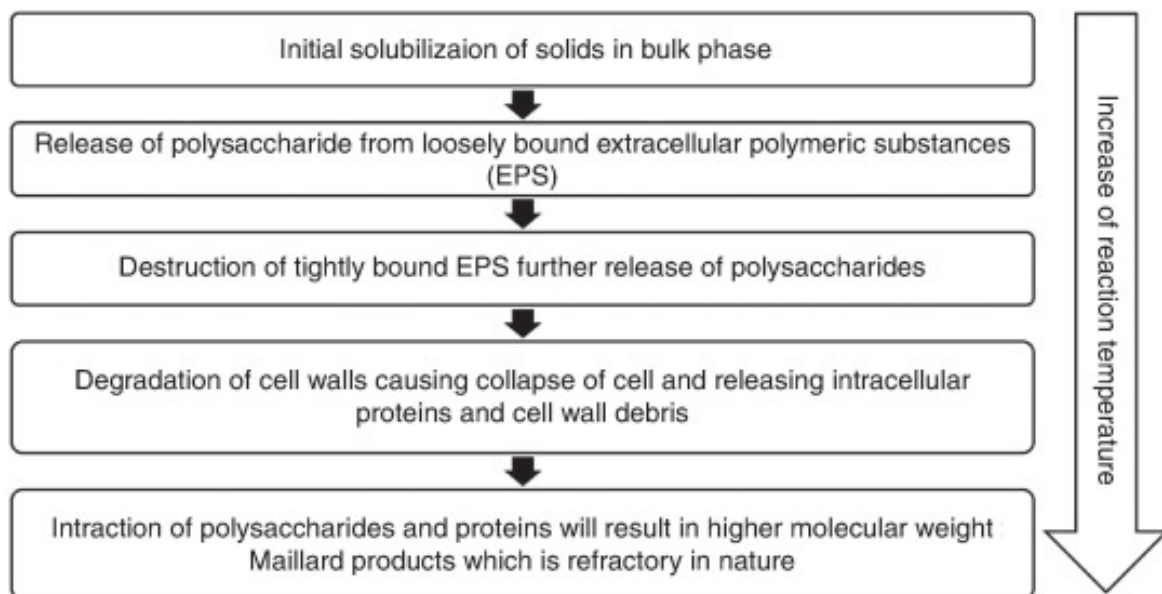 Initial solubilizaion of solids in bulk phase
Release of polysaccharide from loosely bound extracellular polymeric substances
(EPS)
Destruction of tightly bound EPS further release of polysaccharides
Degradation of cell walls causing collapse of cell and releasing intracellular
proteins and cell wall debris
Intraction of polysaccharides and proteins will result in higher molecular weight
Maillard products which is refractory in nature
Increase of reaction temperature